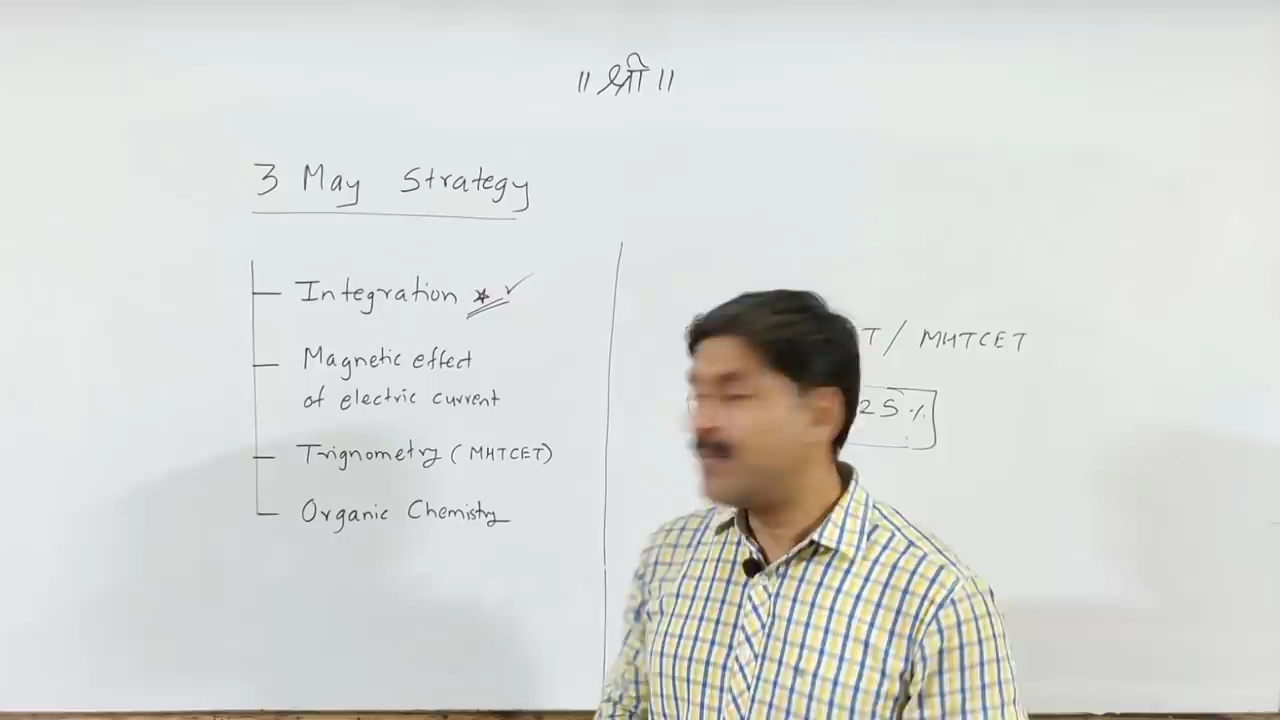 ॥ श्री ॥
3 May Strategy
Integration * ✓
Magnetic effect
of electric current
Trignometry (MHTCET)
Organic Chemistry
T / MHTCET
25 %